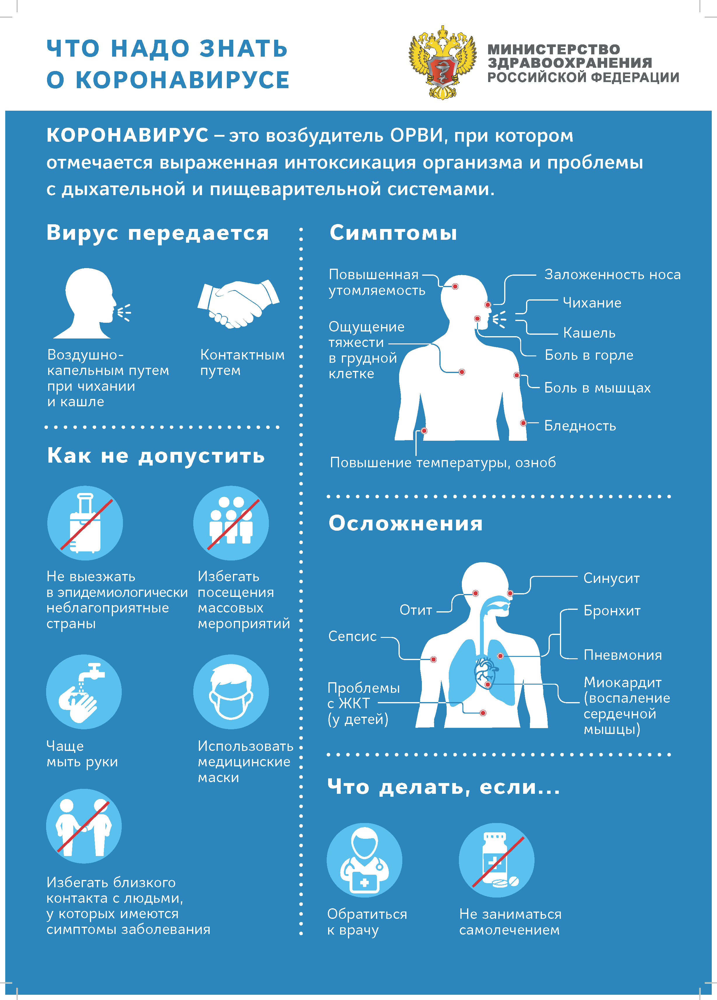 ЧТО НАДО ЗНАТЬ
О КОРОНАВИРУСЕ
МИНИСТЕРСТВО
ЗДРАВООХРАНЕНИЯ
РОССИЙСКОЙ ФЕДЕРАЦИИ
КОРОНАВИРУС – это возбудитель ОРВИ, при котором
отмечается выраженная интоксикация организма и проблемы
с дыхательной и пищеварительной системами.
Вирус передается
Воздушно-
капельным путем
при чихании
и кашле
Контактным
путем
Как не допустить
Не выезжать
в эпидемиологически
неблагоприятные
страны
Избегать
посещения
массовых
мероприятий
Чаще
мыть руки
Использовать
медицинские
маски
Избегать близкого
контакта с людьми,
у которых имеются
симптомы заболевания
Симптомы
Повышенная
утомляемость
Ощущение
тяжести
в грудной
клетке
Заложенность носа
Чихание
Кашель
Боль в горле
Боль в мышцах
Бледность
Повышение температуры, озноб
Осложнения
Отит
Сепсис
Проблемы
с ЖКТ
(у детей)
Синусит
Бронхит
Пневмония
Миокардит
(воспаление
сердечной
мышцы)
Что делать, если...
Обратиться
к врачу
Не заниматься
самолечением